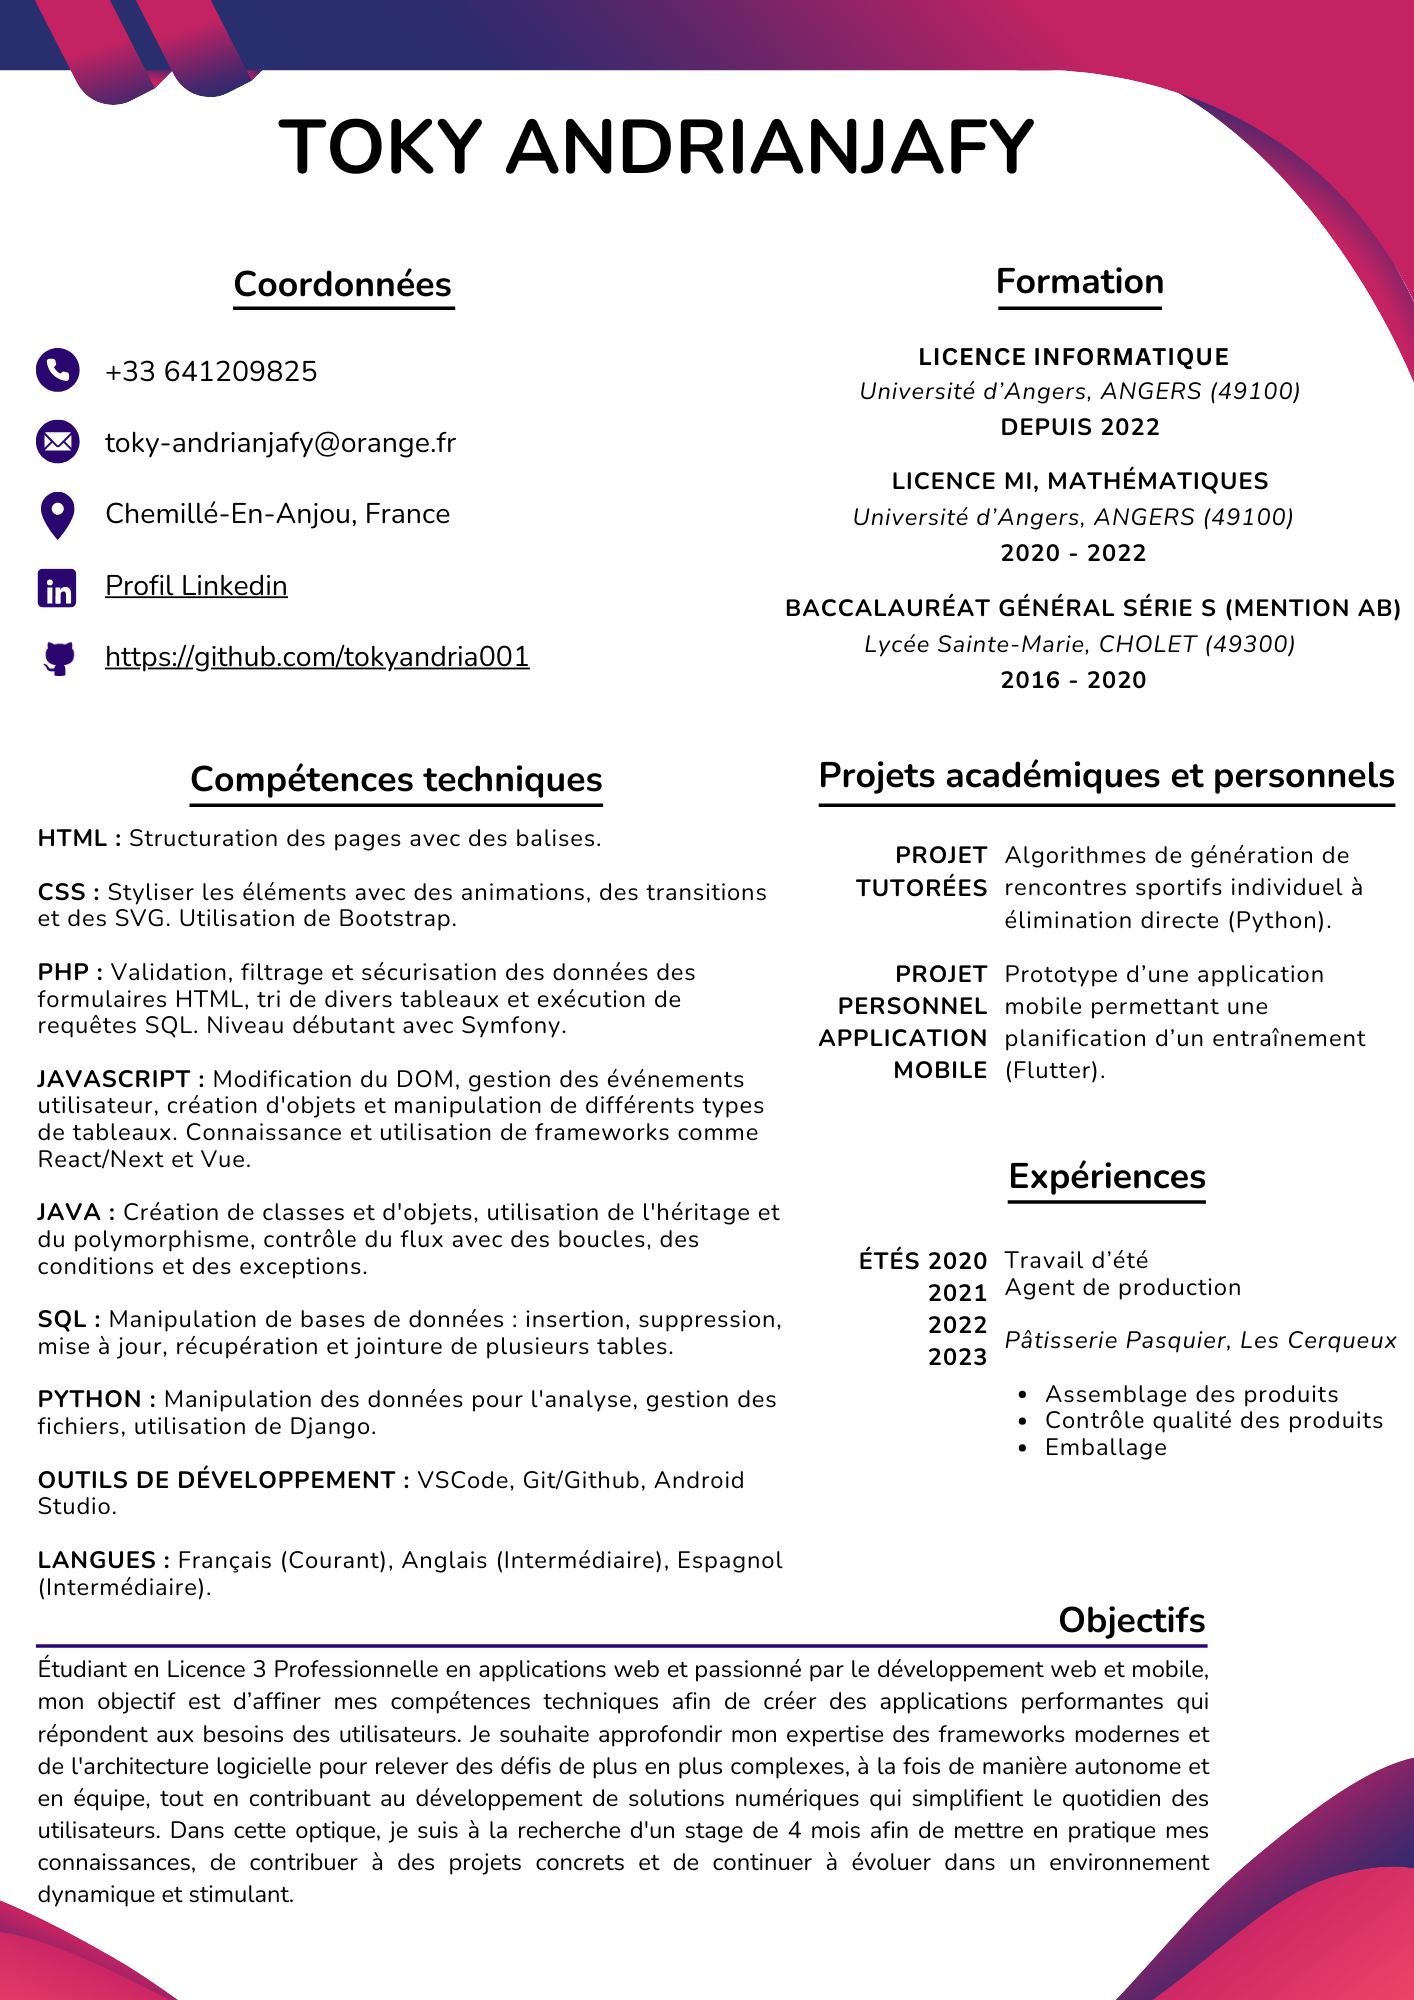 TOKY ANDRIANJAFY
Coordonnées
+33 641209825
toky-andrianjafy@orange.fr
Chemillé-En-Anjou, France
Profil Linkedin
https://github.com/tokyandria001
Formation
LICENCE INFORMATIQUE
Université d’Angers, ANGERS (49100)
DEPUIS 2022
LICENCE MI, MATHÉMATIQUES
Université d’Angers, ANGERS (49100)
2020 - 2022
BACCALAURÉAT GÉNÉRAL SÉRIE S (MENTION AB)
Lycée Sainte-Marie, CHOLET (49300)
2016 - 2020
Compétences techniques
HTML : Structuration des pages avec des balises.
CSS : Styliser les éléments avec des animations, des transitions
et des SVG. Utilisation de Bootstrap.
PHP : Validation, filtrage et sécurisation des données des
formulaires HTML, tri de divers tableaux et exécution de
requêtes SQL. Niveau débutant avec Symfony.
JAVASCRIPT : Modification du DOM, gestion des événements
utilisateur, création d'objets et manipulation de différents types
de tableaux. Connaissance et utilisation de frameworks comme
React/Next et Vue.
JAVA : Création de classes et d'objets, utilisation de l'héritage et
du polymorphisme, contrôle du flux avec des boucles, des
conditions et des exceptions.
SQL : Manipulation de bases de données : insertion, suppression,
mise à jour, récupération et jointure de plusieurs tables.
PYTHON : Manipulation des données pour l'analyse, gestion des
fichiers, utilisation de Django.
OUTILS DE DÉVELOPPEMENT : VSCode, Git/Github, Android
Studio.
LANGUES : Français (Courant), Anglais (Intermédiaire), Espagnol
(Intermédiaire).
Projets académiques et personnels
PROJET Algorithmes de génération de
TUTORÉES rencontres sportifs individuel à
élimination directe (Python).
PROJET Prototype d’une application
PERSONNEL mobile permettant une
APPLICATION planification d’un entraînement
MOBILE (Flutter).
Expériences
ÉTÉS 2020 Travail d’été
2021 Agent de production
2022
2023 Pâtisserie Pasquier, Les Cerqueux
• Assemblage des produits
• Contrôle qualité des produits
• Emballage
Objectifs
Étudiant en Licence 3 Professionnelle en applications web et passionné par le développement web et mobile,
mon objectif est d’affiner mes compétences techniques afin de créer des applications performantes qui
répondent aux besoins des utilisateurs. Je souhaite approfondir mon expertise des frameworks modernes et
de l'architecture logicielle pour relever des défis de plus en plus complexes, à la fois de manière autonome et
en équipe, tout en contribuant au développement de solutions numériques qui simplifient le quotidien des
utilisateurs. Dans cette optique, je suis à la recherche d'un stage de 4 mois afin de mettre en pratique mes
connaissances, de contribuer à des projets concrets et de continuer à évoluer dans un environnement
dynamique et stimulant.